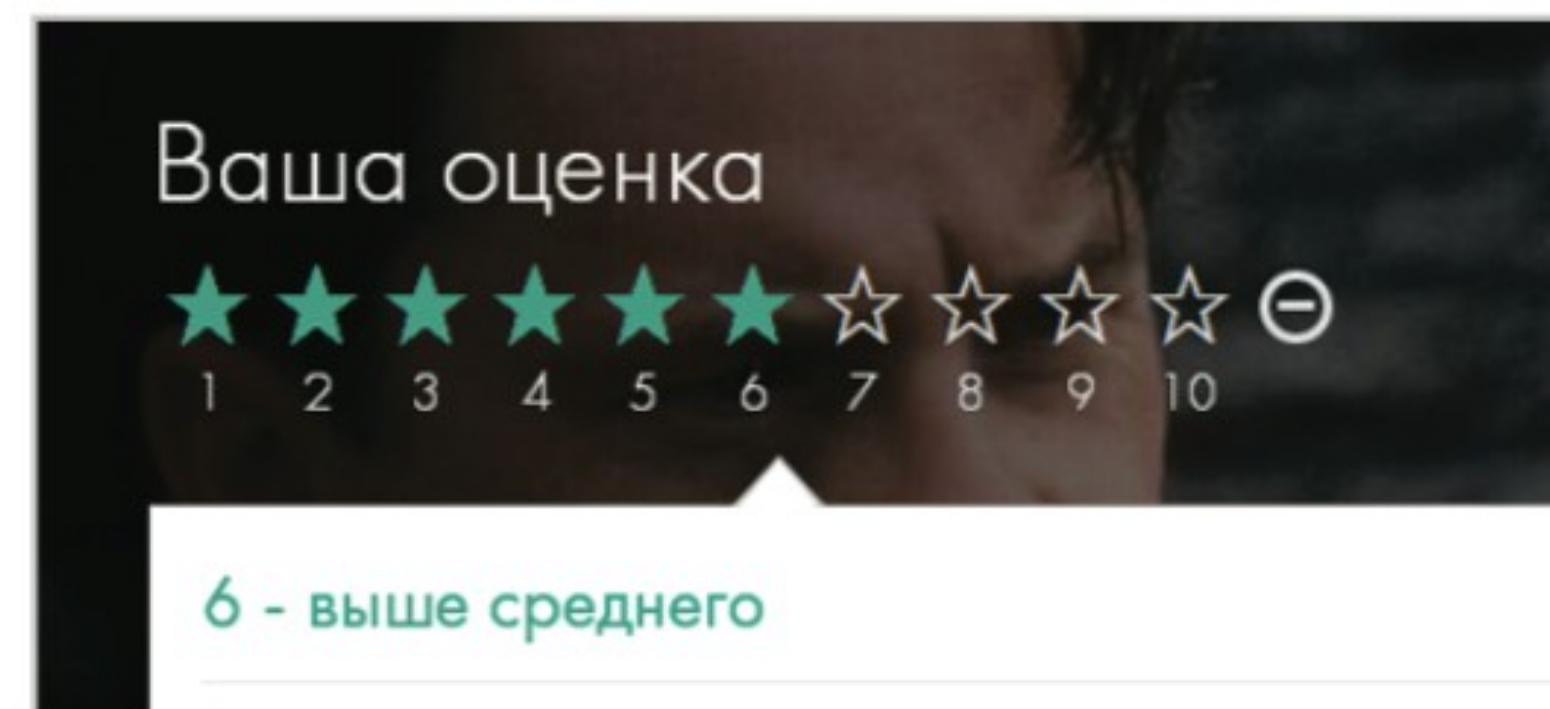 Ваша оценка
1 2 3 4 5 6 7 8 9 10
6 - выше среднего